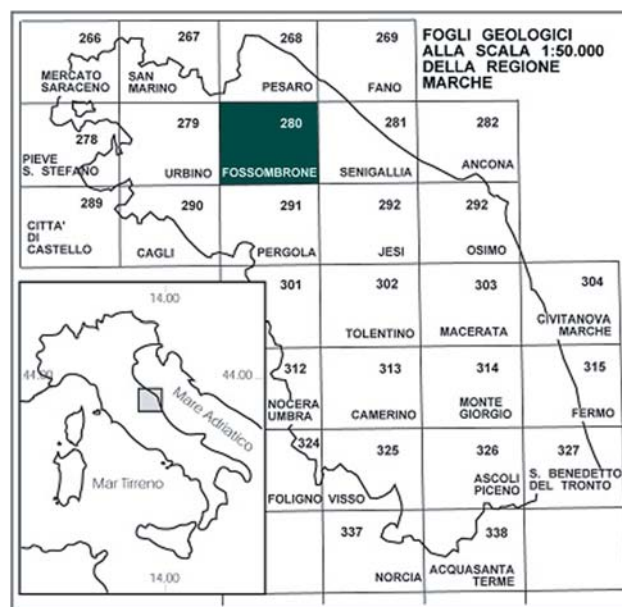 FOGLI GEOLOGICI
ALLA SCALA 1:50.000
DELLA REGIONE
MARCHE
266
MERCATO
SARACENO
267
SAN
MARINO
268
PESARO
269
FANO
278
PIEVE
S. STEFANO
279
URBINO
280
FOSSOMBRONE
281
SENIGALLIA
282
ANCONA
289
CITTA'
DI
CASTELLO
290
CAGLI
291
PERGOLA
292
JESI
292
OSIMO
301
302
TOLENTINO
303
MACERATA
304
CIVITANOVA
MARCHE
312
NOCERA
UMBRA
313
CAMERINO
314
MONTE
GIORGIO
315
FERMO
324
FOLIGNO
325
VISSO
326
ASCOLI
PICENO
327
S. BENEDETTO
DEL TRONTO
337
NORCIA
338
ACQUASANTA
TERME
14.00
44.00
44.00
Mare Adriatico
Mar Tirreno
14.00